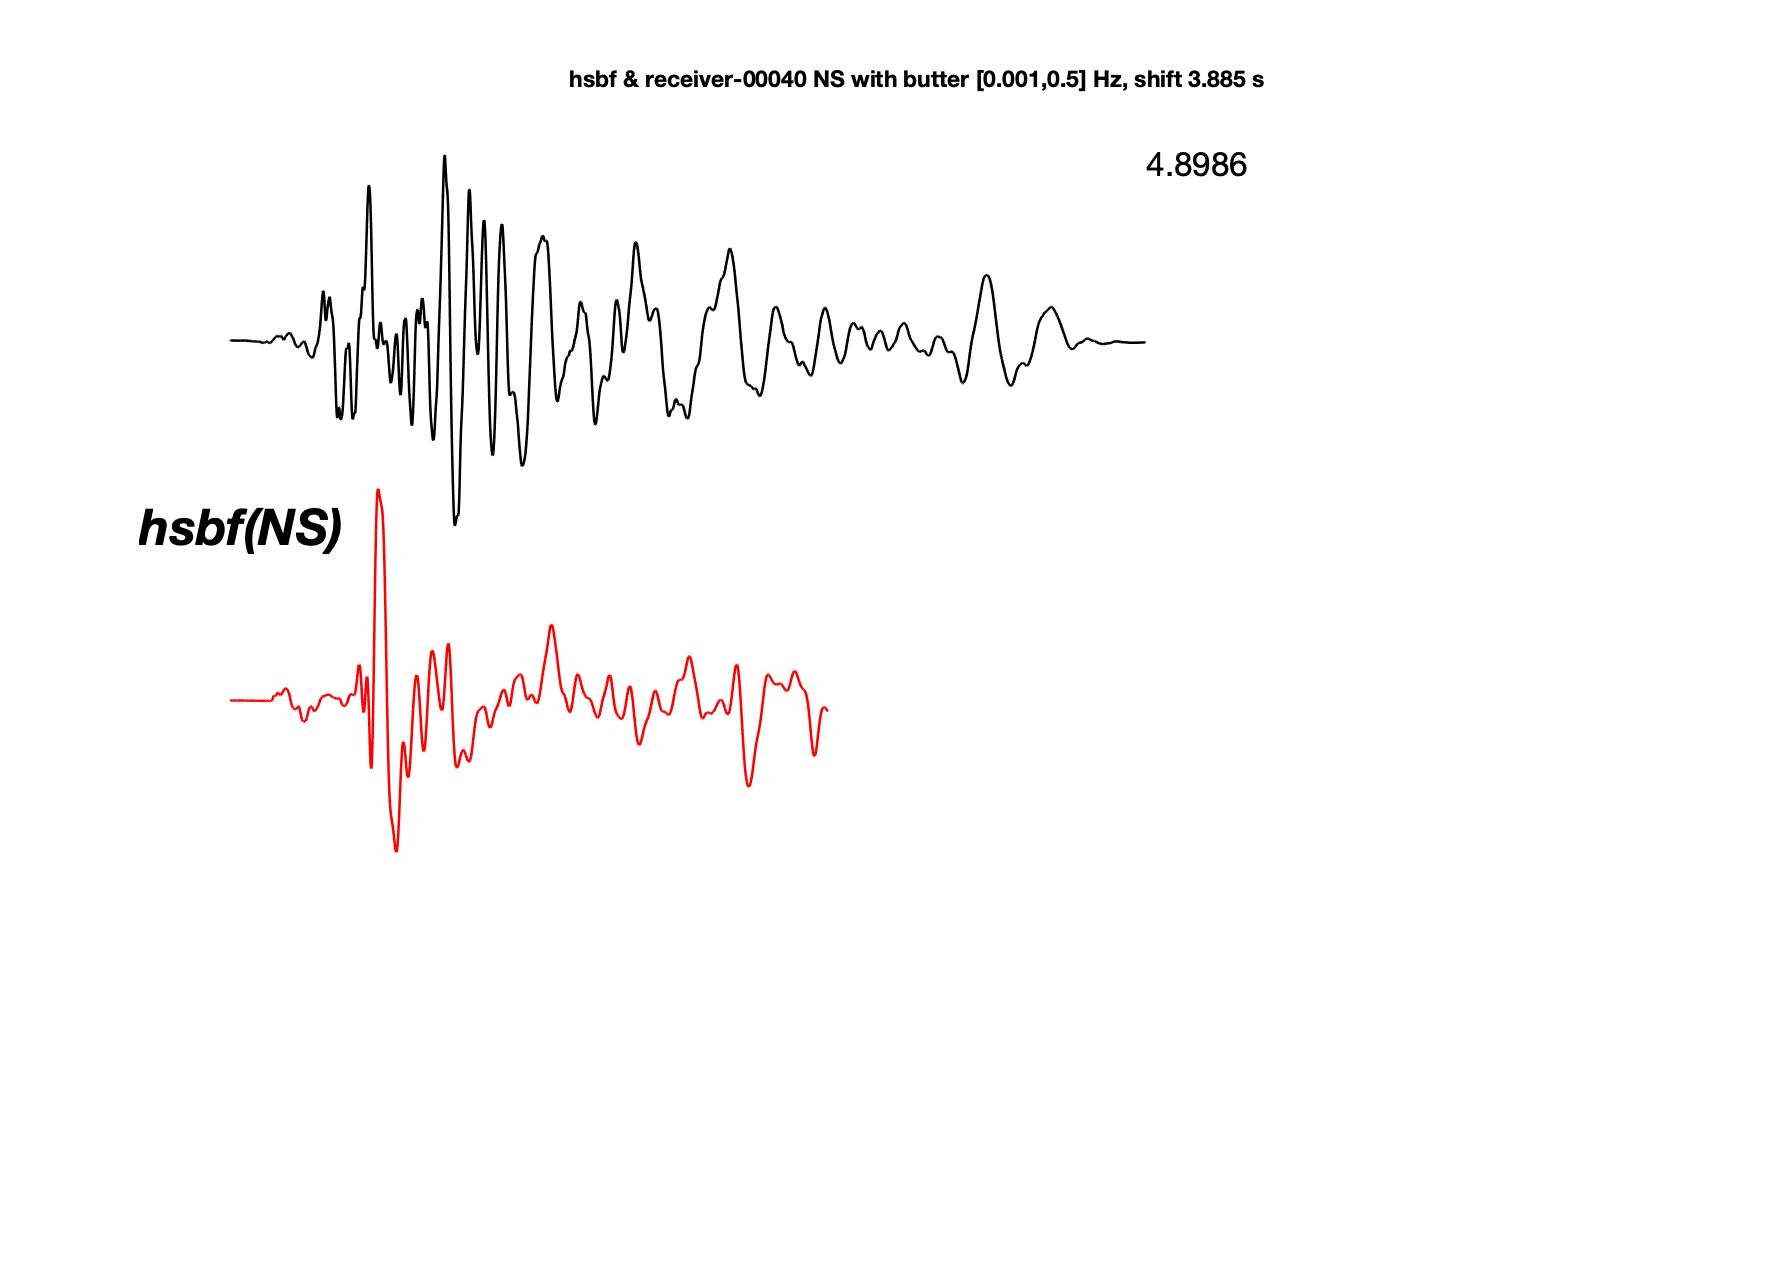 hsbf & receiver-00040 NS with butter [0.001,0.5] Hz, shift 3.885 s
4.8986
hsbf(NS)